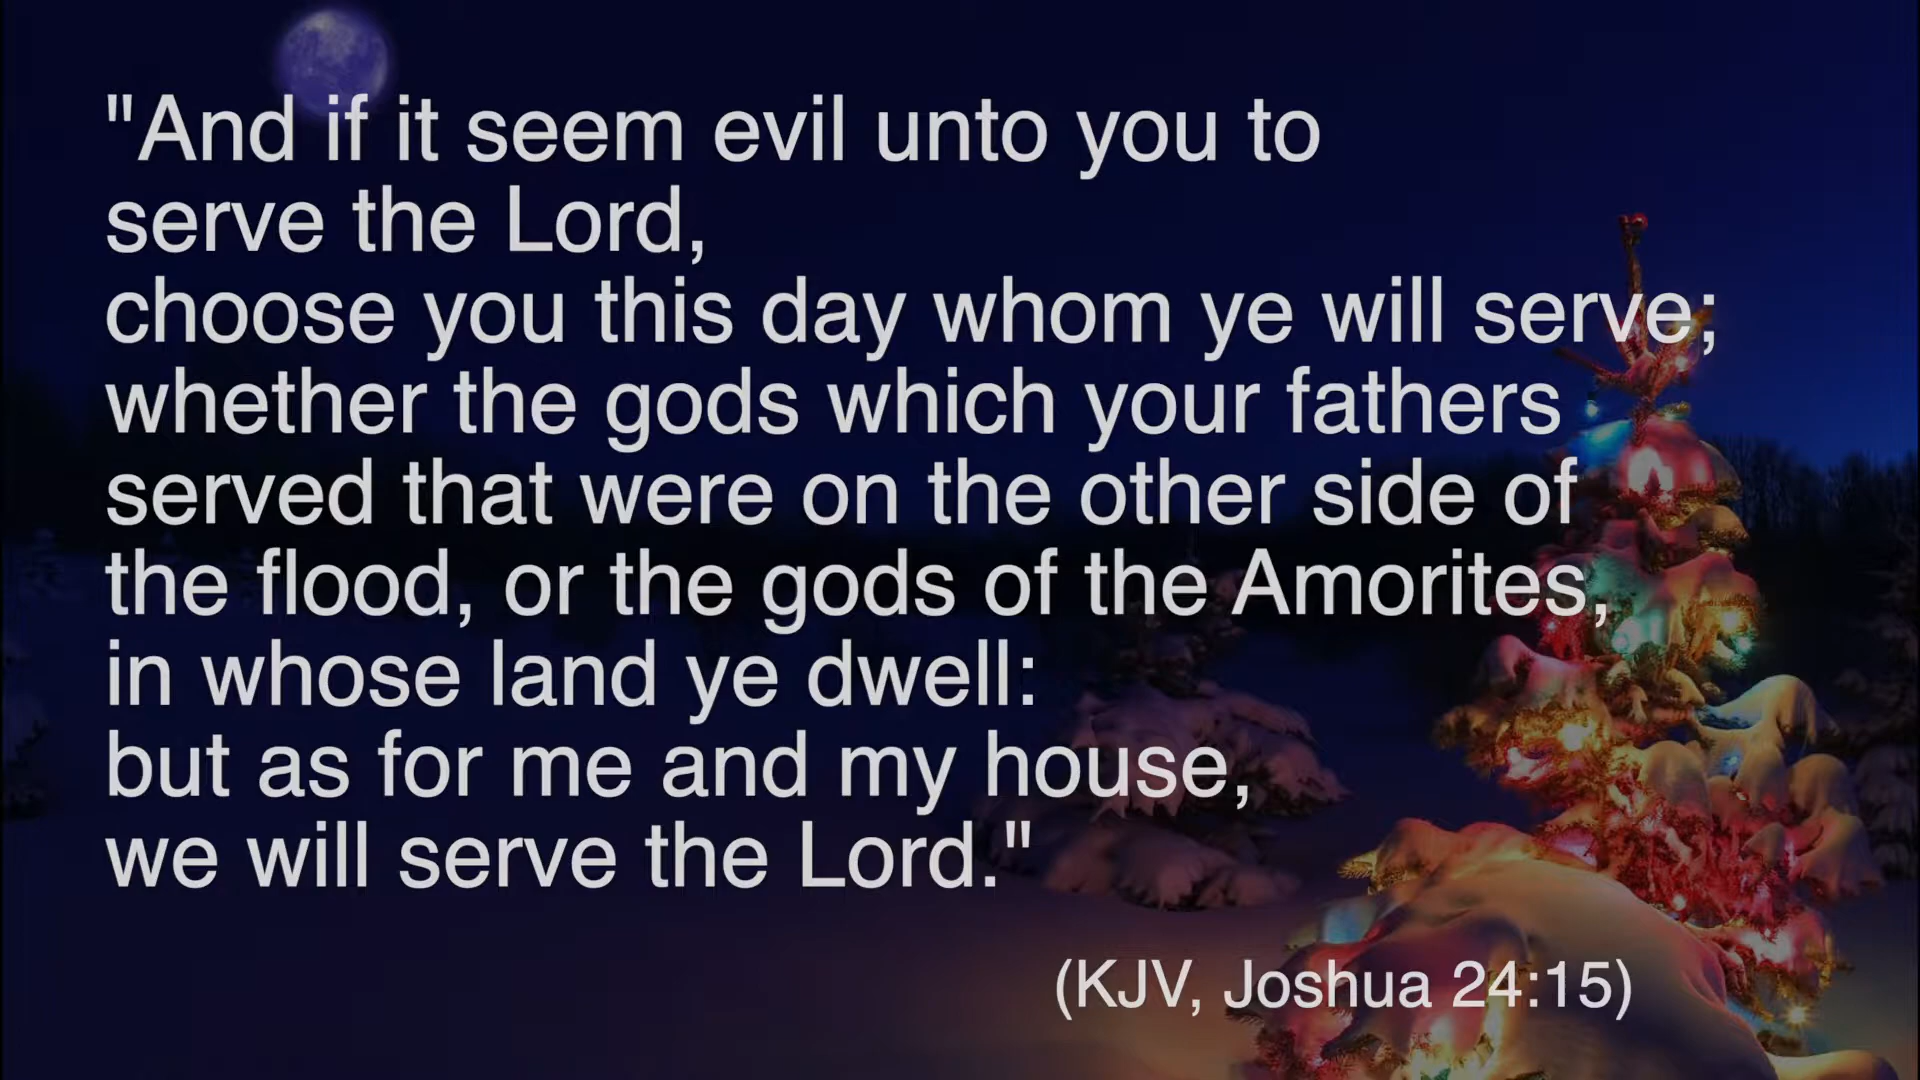 "And if it seem evil unto you to
serve the Lord,
choose you this day whom ye will serve;
whether the gods which your fathers
served that were on the other side of
the flood, or the gods of the Amorites,
in whose land ye dwell:
but as for me and my house,
we will serve the Lord."
(KJV, Joshua 24:15)